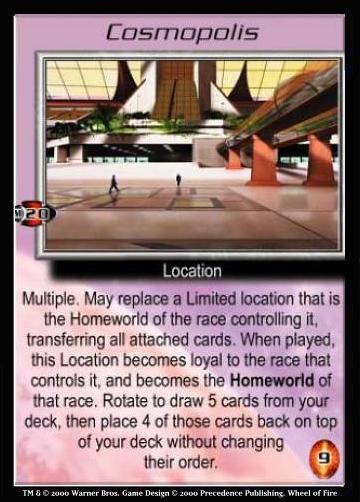 Cosmopolis
20
Location
Multiple. May replace a Limited location that is
the Homeworld of the race controlling it,
transferring all attached cards. When played,
this Location becomes loyal to the race that
controls it, and becomes the Homeworld of
that race. Rotate to draw 5 cards from your
deck, then place 4 of those cards back on top
of your deck without changing
their order.
9
TM & © 2000 Warner Bros. Game Design © 2000 Precedence Publishing. Wheel of Fire